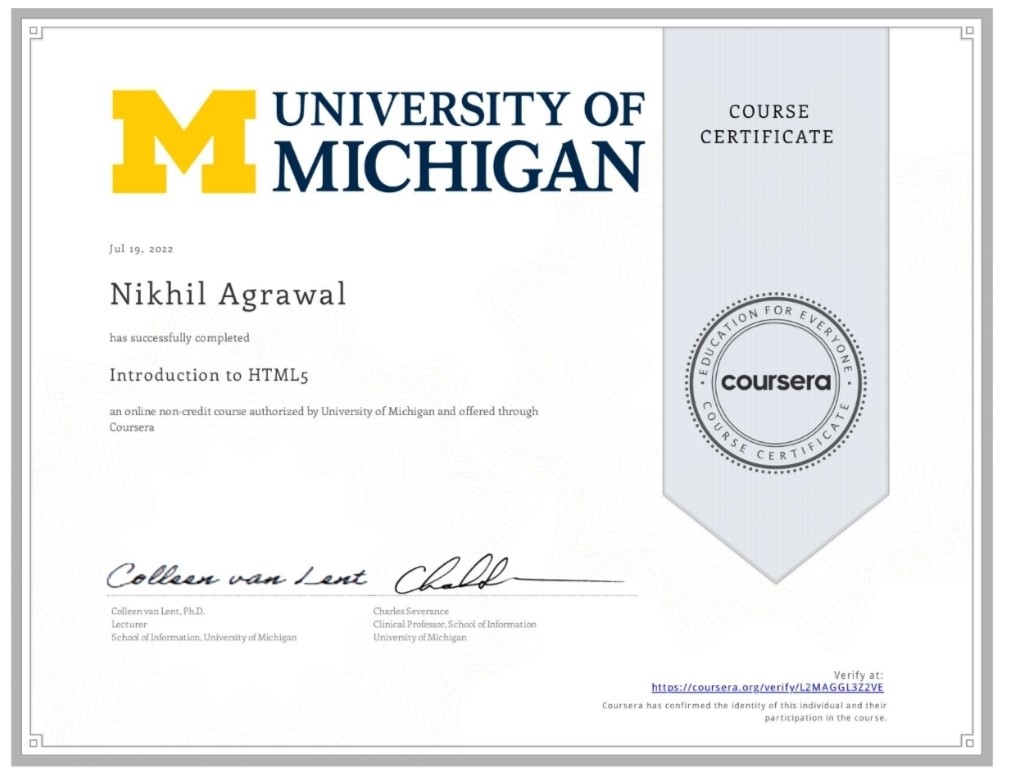 UNIVERSITY OF
MICHIGAN
COURSE
CERTIFICATE
Jul 19, 2022
Nikhil Agrawal
has successfully completed
Introduction to HTML5
an online non-credit course authorized by University of Michigan and offered through
Coursera
EDUCATION FOR EVERYONE
coursera
COURSE CERTIFICATE
Colleen van Lent
Colleen van Lent, Ph.D.
Lecturer
School of Information, University of Michigan
Charles Severance
Clinical Professor, School of Information
University of Michigan
Verify at:
https://coursera.org/verify/L2MAGGL3Z2VE
Coursera has confirmed the identity of this individual and their
participation in the course.